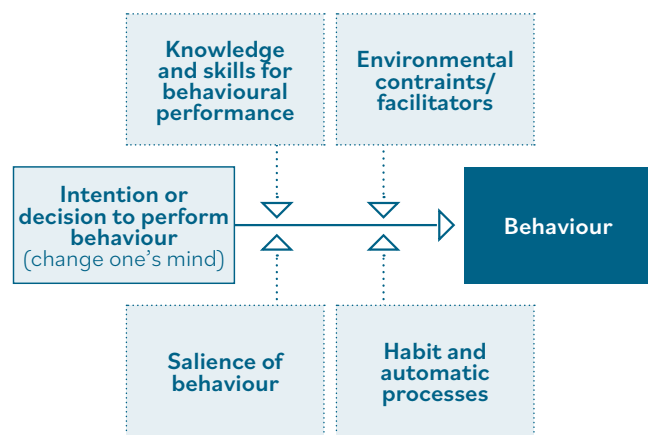 Knowledge
and skills for
behavioural
performance
Environmental
contraints/
facilitators
Intention or
decision to perform
behaviour
(change one's mind)
Behaviour
Salience of
behaviour
Habit and
automatic
processes